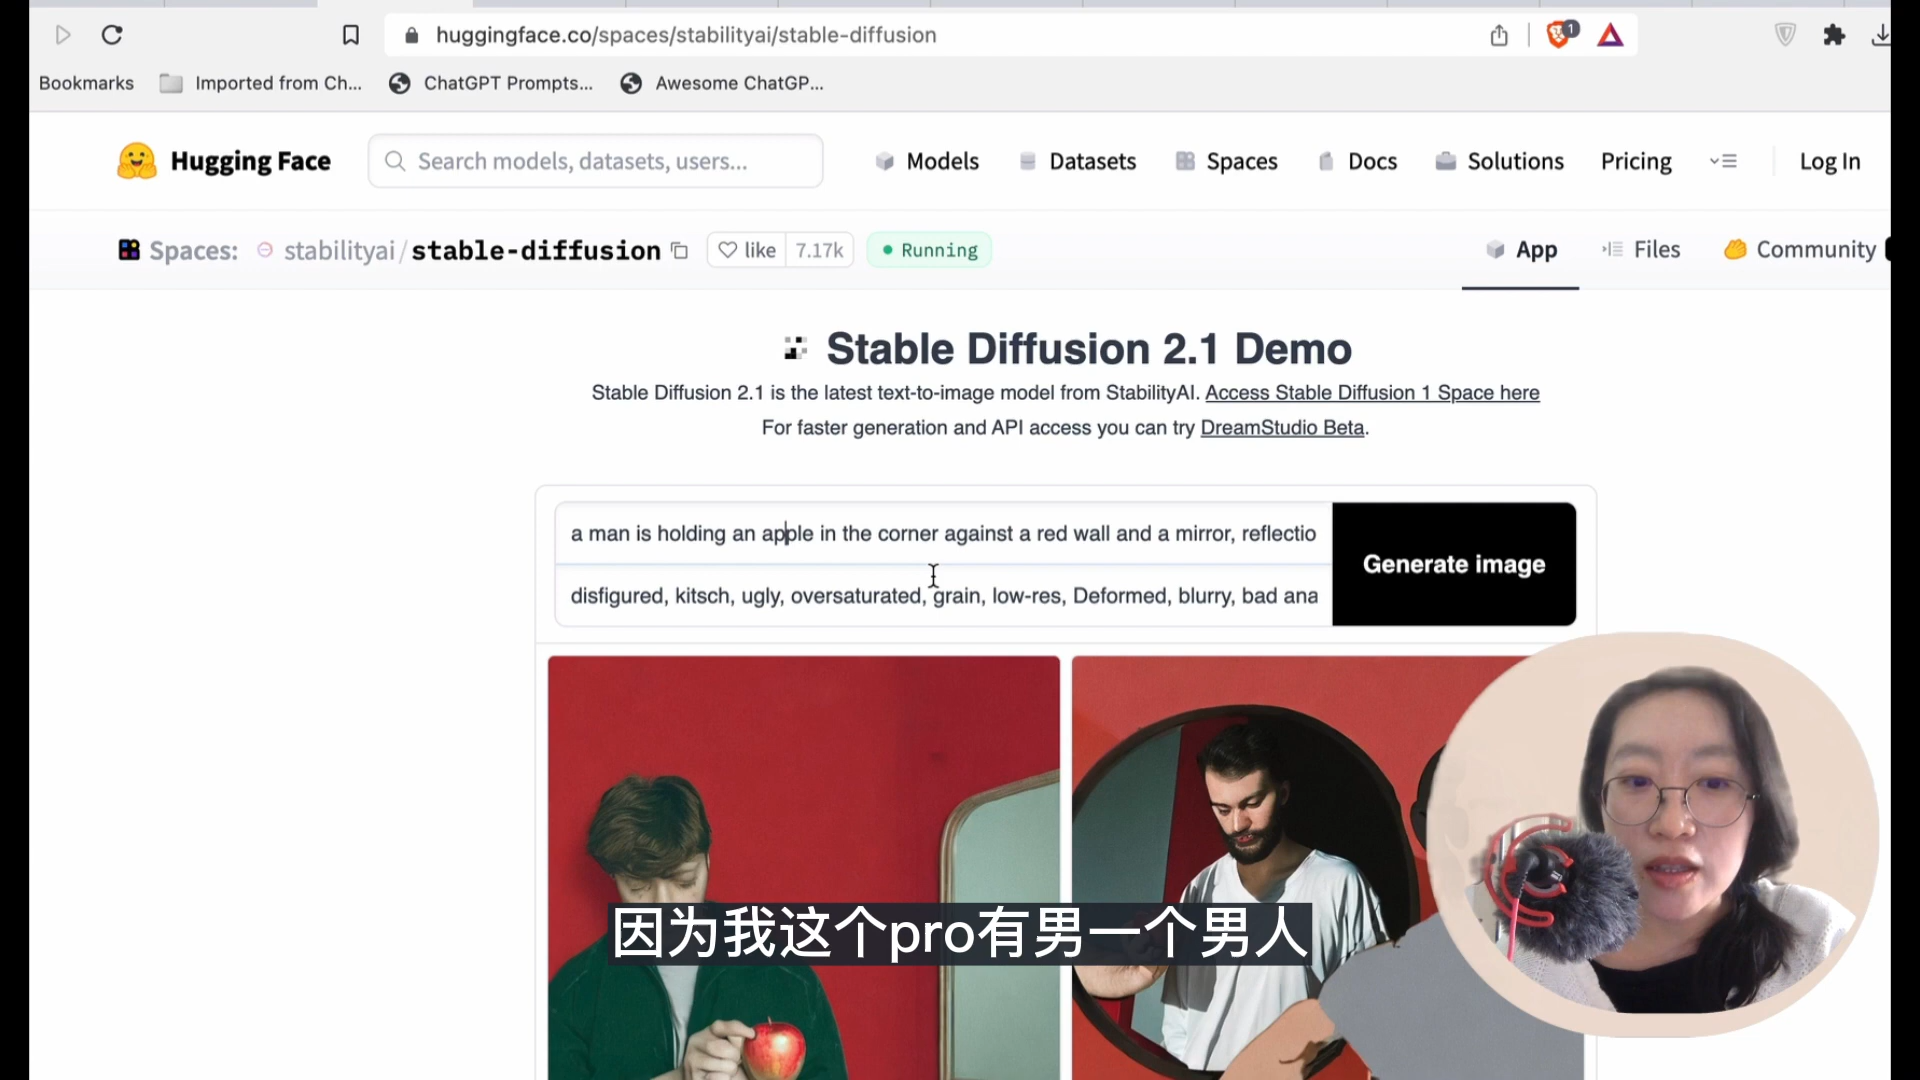 huggingface.co/spaces/stabilityai/stable-diffusion
1
Bookmarks Imported from Ch... ChatGPT Prompts... Awesome ChatGP...
Hugging Face Search models, datasets, users... Models Datasets Spaces Docs Solutions Pricing Log In
Spaces: stabilityai/stable-diffusion like 7.17k Running App Files Community
Stable Diffusion 2.1 Demo
Stable Diffusion 2.1 is the latest text-to-image model from StabilityAI. Access Stable Diffusion 1 Space here
For faster generation and API access you can try DreamStudio Beta.
a man is holding an apple in the corner against a red wall and a mirror, reflectio
Generate image
disfigured, kitsch, ugly, oversaturated, grain, low-res, Deformed, blurry, bad ana
因为我这个pro有男一个男人